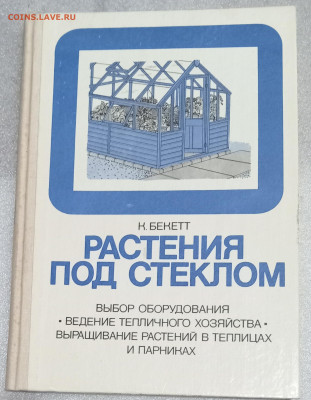 COINS.LAVE.RU
К. БЕКЕТТ
РАСТЕНИЯ
ПОД СТЕКЛОМ
ВЫБОР ОБОРУДОВАНИЯ
• ВЕДЕНИЕ ТЕПЛИЧНОГО ХОЗЯЙСТВА •
ВЫРАЩИВАНИЕ РАСТЕНИЙ В ТЕПЛИЦАХ
И ПАРНИКАХ